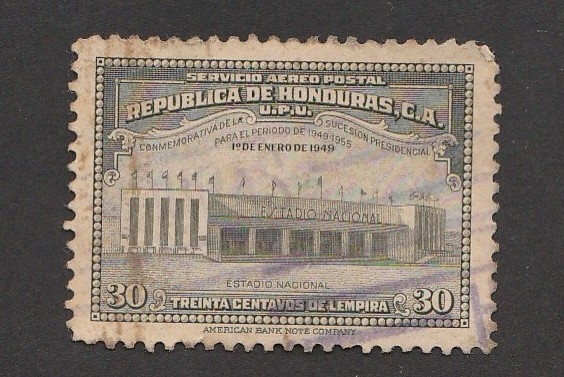 SERVICIO AEREO POSTAL
REPUBLICA DE HONDURAS, C.A.
U.P.U.
CONMEMORATIVA DE LA SUCESION PRESIDENCIAL
PARA EL PERIODO DE 1949-1955
1º DE ENERO DE 1949
ESTADIO NACIONAL
ESTADIO NACIONAL
30 TREINTA CENTAVOS DE LEMPIRA 30
AMERICAN BANK NOTE COMPANY